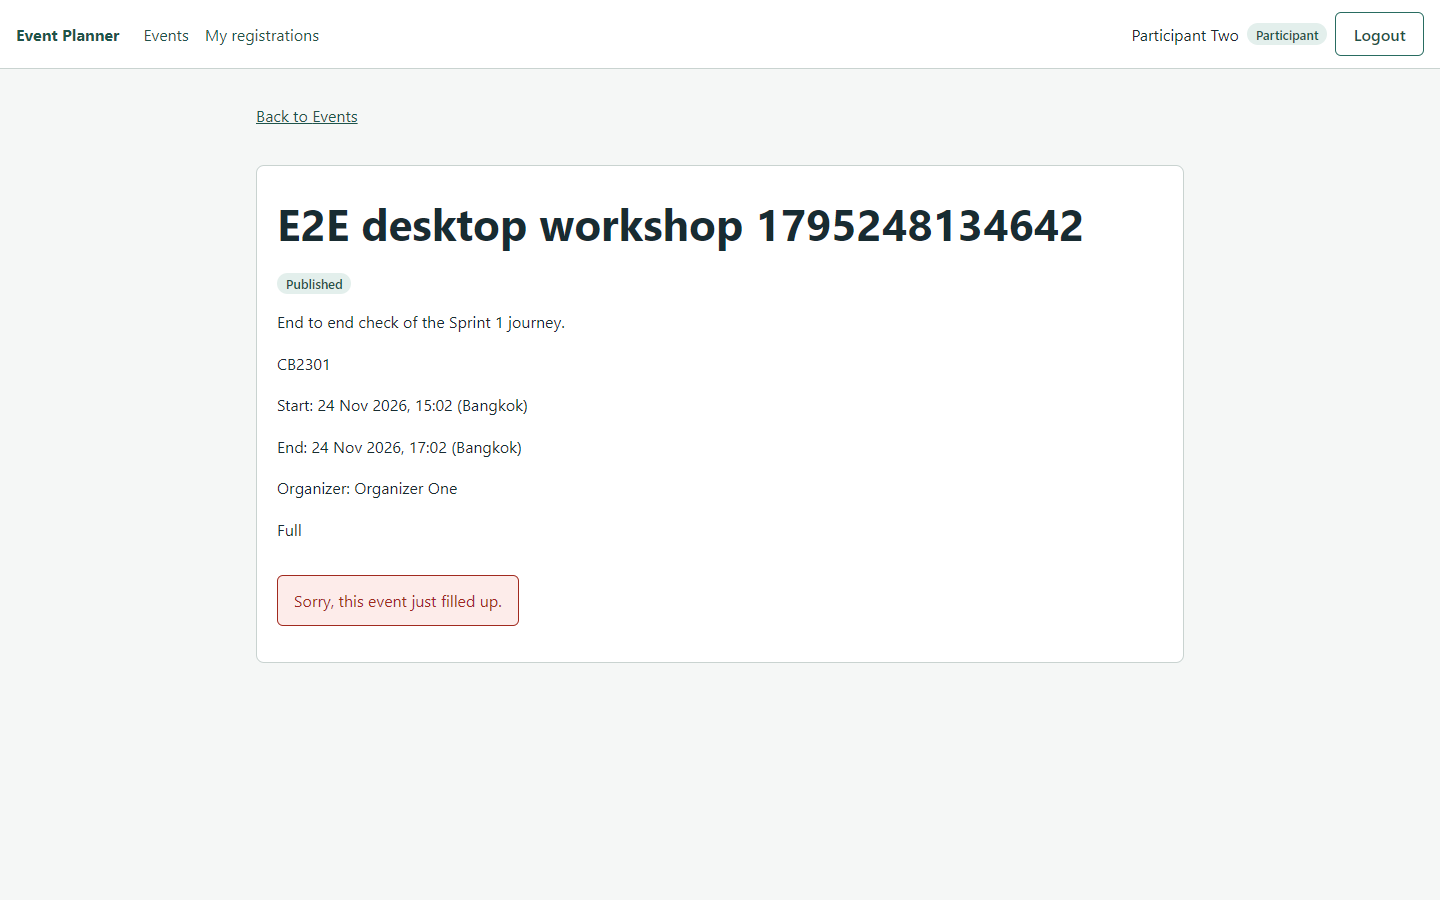 Event Planner Events My registrations Participant Two Participant Logout
Back to Events
E2E desktop workshop 1795248134642
Published
End to end check of the Sprint 1 journey.
CB2301
Start: 24 Nov 2026, 15:02 (Bangkok)
End: 24 Nov 2026, 17:02 (Bangkok)
Organizer: Organizer One
Full
Sorry, this event just filled up.